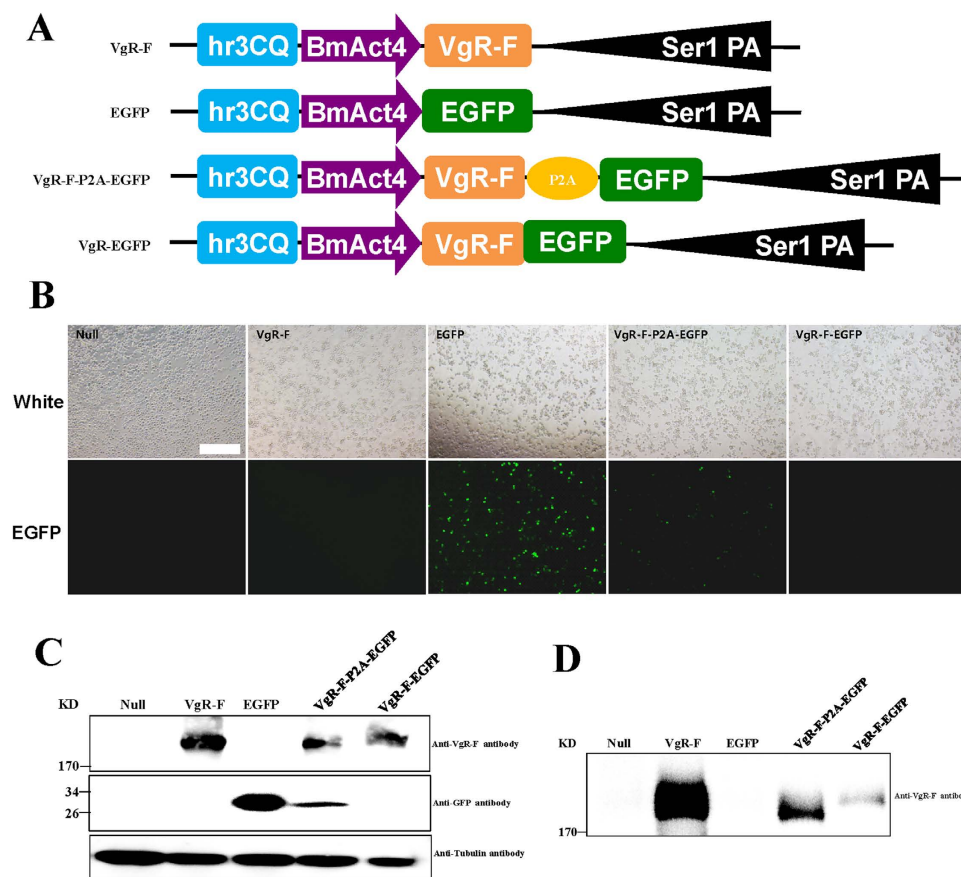 A
VgR-F hr3CQ BmAct4 VgR-F Ser1 PA
EGFP hr3CQ BmAct4 EGFP Ser1 PA
VgR-F-P2A-EGFP hr3CQ BmAct4 VgR-F P2A EGFP Ser1 PA
VgR-EGFP hr3CQ BmAct4 VgR-F EGFP Ser1 PA
B
Null VgR-F EGFP VgR-F-P2A-EGFP VgR-F-EGFP
White
EGFP
C
KD Null VgR-F EGFP VgR-F-P2A-EGFP VgR-F-EGFP
Anti-VgR-F antibody
170
34
Anti-GFP antibody
26
Anti-Tubulin antibody
D
KD Null VgR-F EGFP VgR-F-P2A-EGFP VgR-F-EGFP
Anti-VgR-F antibod
170